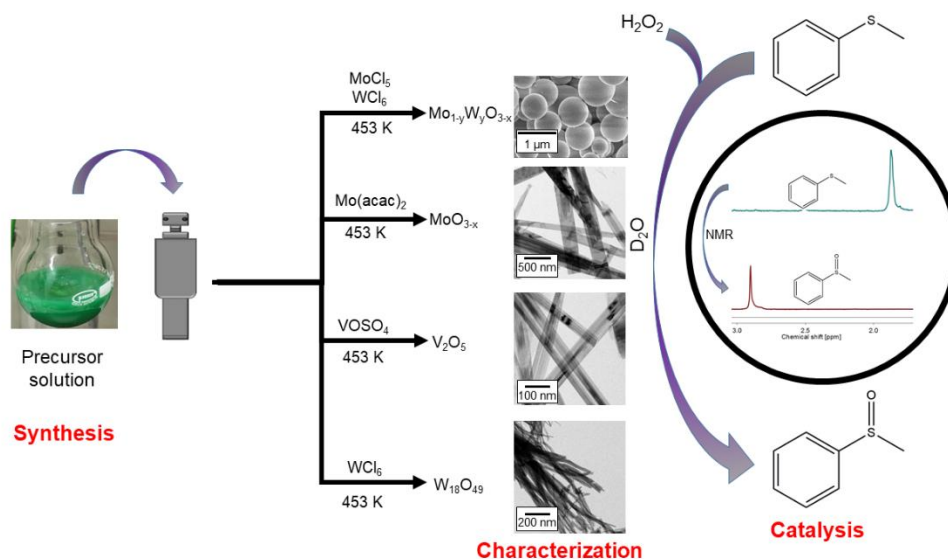 Precursor
solution
Synthesis
MoCl₅
WCl₆
453 K
Mo₁₋yWyO₃₋ₓ
1 µm
Mo(acac)₂
453 K
MoO₃₋ₓ
500 nm
VOSO₄
453 K
V₂O₅
100 nm
WCl₆
453 K
W₁₈O₄₉
200 nm
Characterization
H₂O₂
D₂O
S
S
NMR
O
S
3.0 2.5 2.0
Chemical shift [ppm]
O
S
Catalysis